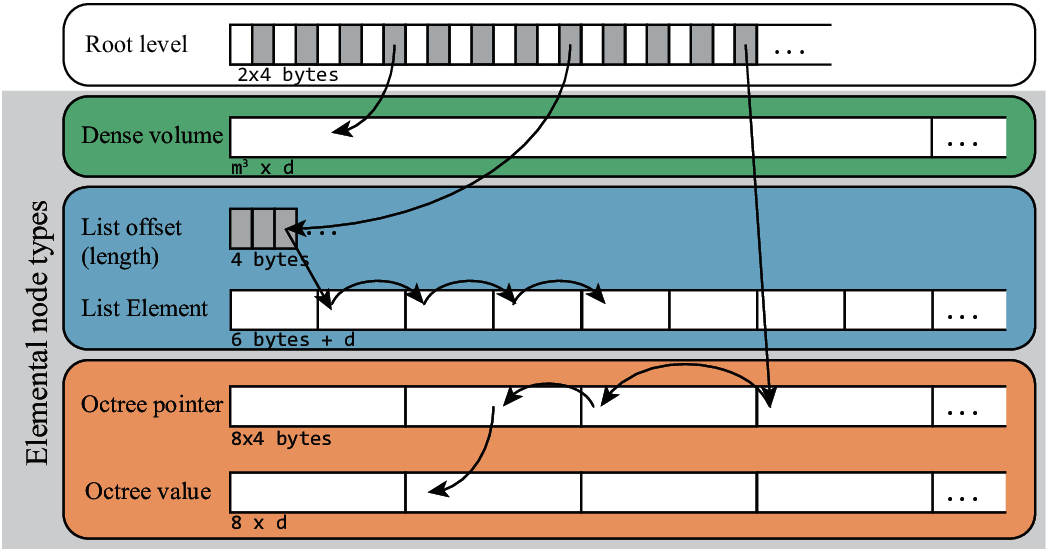 Root level
...
2x4 bytes
Elemental node types
Dense volume
...
m³ x d
List offset
(length)
...
4 bytes
List Element
...
6 bytes + d
Octree pointer
...
8x4 bytes
Octree value
...
8 x d